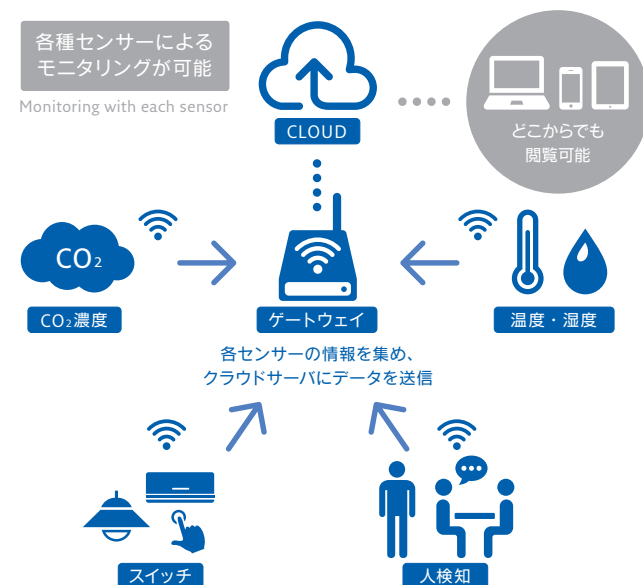 各種センサーによる
モニタリングが可能
Monitoring with each sensor
CLOUD
どこからでも
閲覧可能
CO₂
CO₂濃度
ゲートウェイ
温度・湿度
各センサーの情報を集め、
クラウドサーバにデータを送信
スイッチ
人検知